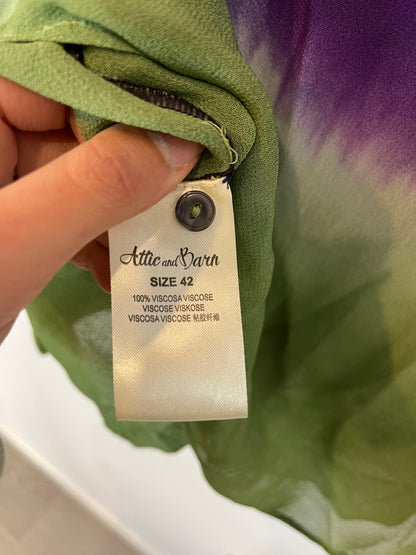 Attic and Barn
SIZE 42
100% VISCOSA VISCOSE
VISCOSE VISKOSE
VISCOSA VISCOSE 粘胶纤维